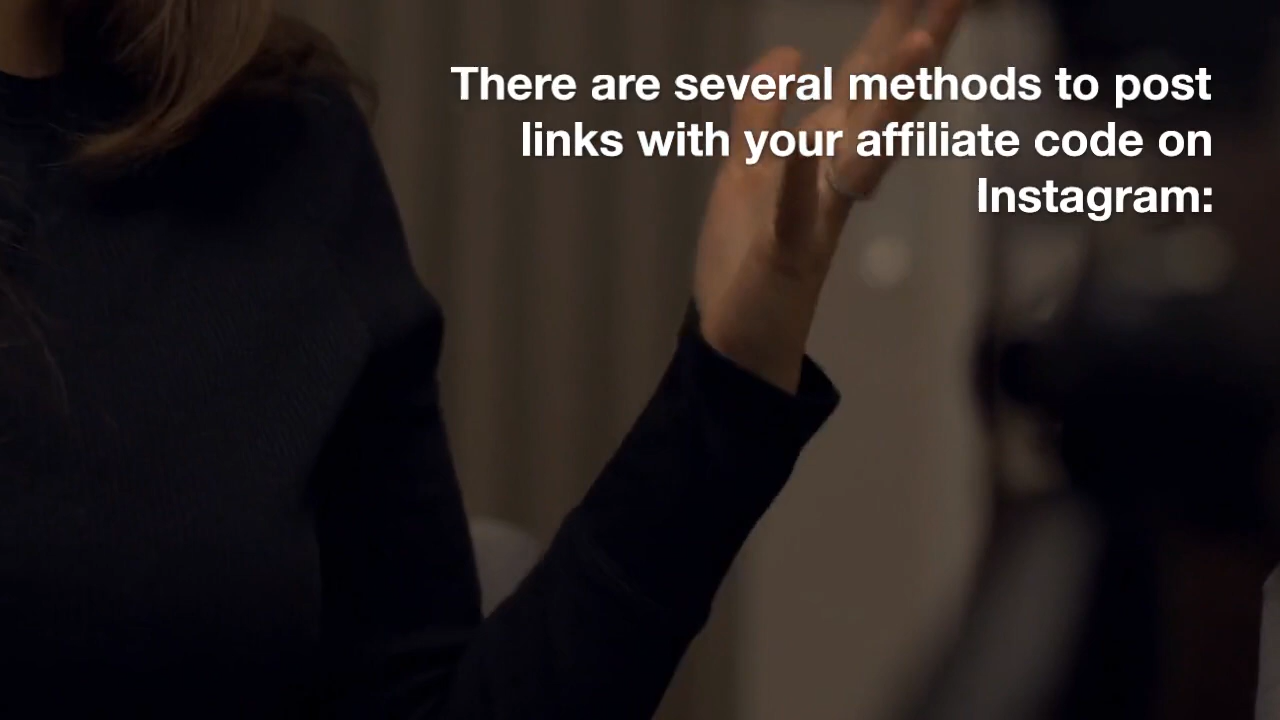 There are several methods to post
links with your affiliate code on
Instagram: